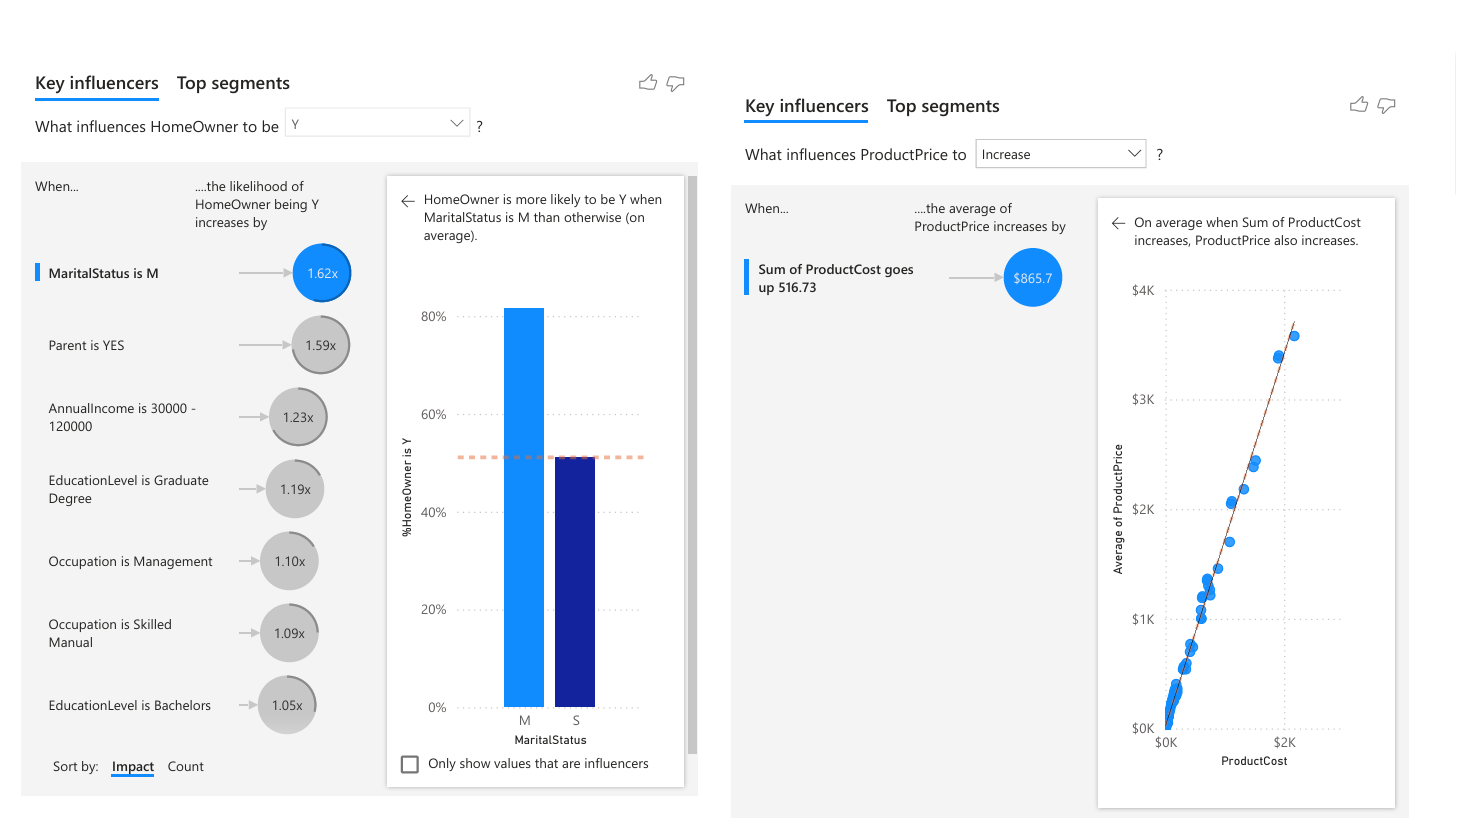 Key influencers Top segments
What influences HomeOwner to be Y ?
When...
....the likelihood of
HomeOwner being Y
increases by
MaritalStatus is M
1.62x
Parent is YES
1.59x
AnnualIncome is 30000 -
120000
1.23x
EducationLevel is Graduate
Degree
1.19x
Occupation is Management
1.10x
Occupation is Skilled
Manual
1.09x
EducationLevel is Bachelors
1.05x
Sort by: Impact Count
HomeOwner is more likely to be Y when
MaritalStatus is M than otherwise (on
average).
%HomeOwner is Y
80%
60%
40%
20%
0%
M S
MaritalStatus
Only show values that are influencers
Key influencers Top segments
What influences ProductPrice to Increase ?
When...
....the average of
ProductPrice increases by
Sum of ProductCost goes
up 516.73
$865.7
On average when Sum of ProductCost
increases, ProductPrice also increases.
Average of ProductPrice
$4K
$3K
$2K
$1K
$0K
$0K $2K
ProductCost